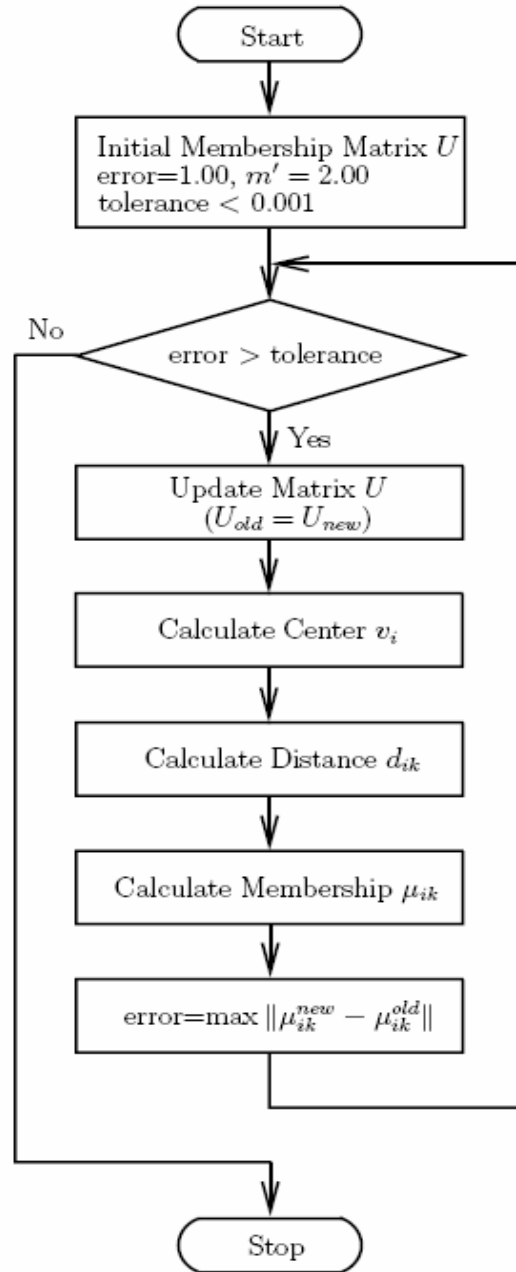 Start
Initial Membership Matrix U
error=1.00, m′ = 2.00
tolerance < 0.001
No
error > tolerance
Yes
Update Matrix U
(U_old = U_new)
Calculate Center v_i
Calculate Distance d_ik
Calculate Membership μ_ik
error=max ‖μ_ik^new − μ_ik^old‖
Stop